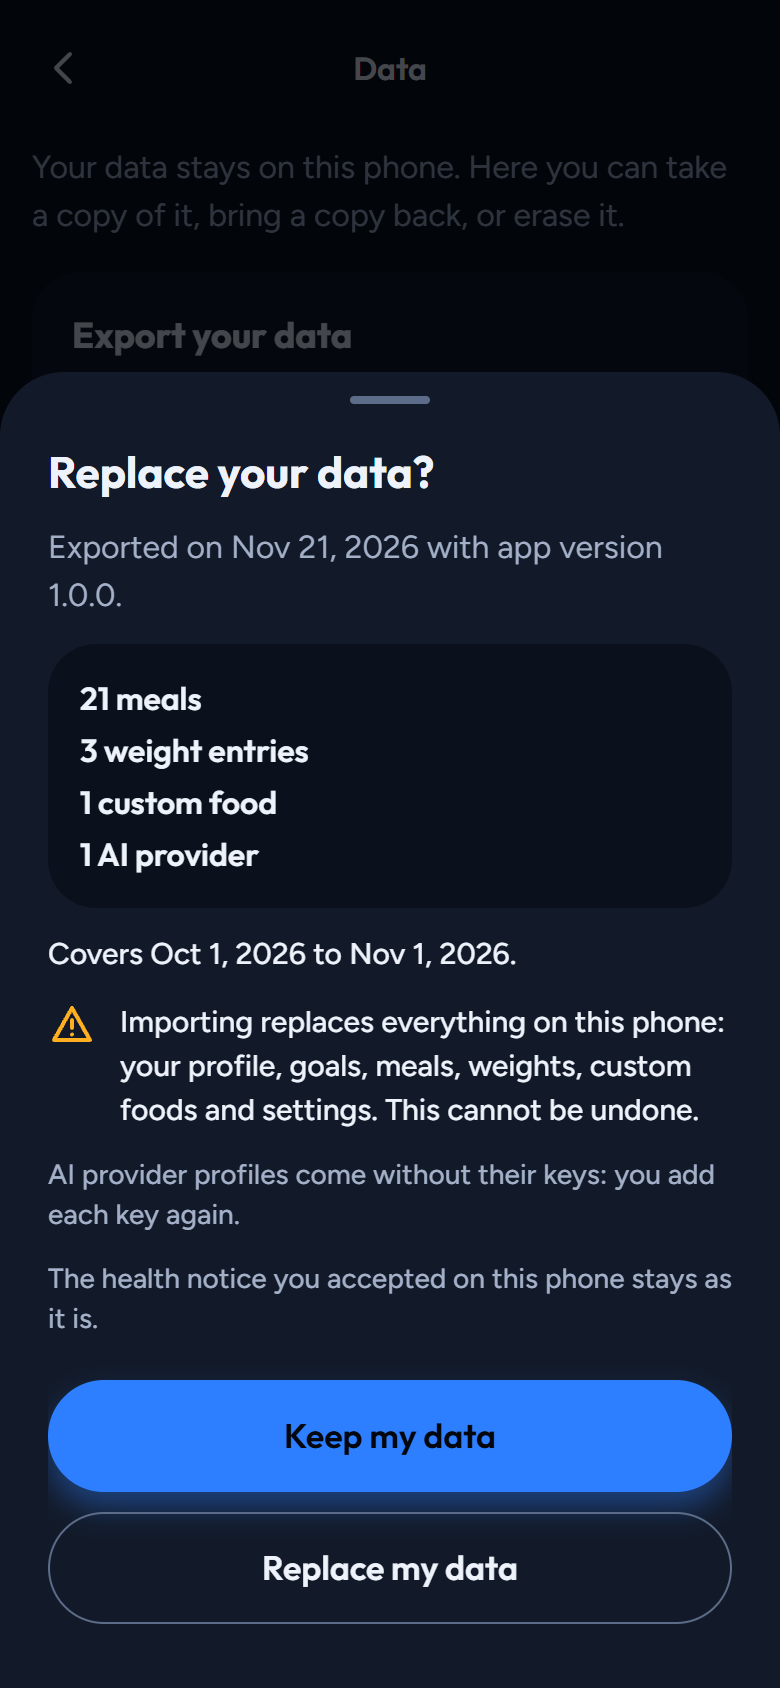 Data
Your data stays on this phone. Here you can take
a copy of it, bring a copy back, or erase it.
Export your data
Replace your data?
Exported on Nov 21, 2026 with app version
1.0.0.
21 meals
3 weight entries
1 custom food
1 AI provider
Covers Oct 1, 2026 to Nov 1, 2026.
Importing replaces everything on this phone:
your profile, goals, meals, weights, custom
foods and settings. This cannot be undone.
AI provider profiles come without their keys: you add
each key again.
The health notice you accepted on this phone stays as
it is.
Keep my data
Replace my data